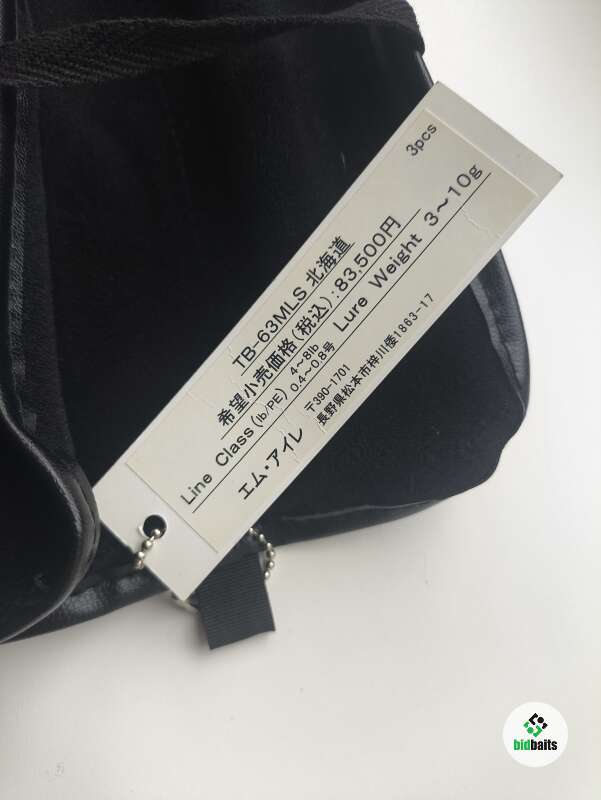 3pcs
TB-63MLS 北海道
希望小売価格(税込):83,500円
Line Class (lb/PE) 4~8lb 0.4~0.8号 Lure Weight 3~10g
エム・アイレ
〒390-1701
長野県松本市梓川倭1863-17
bidbaits